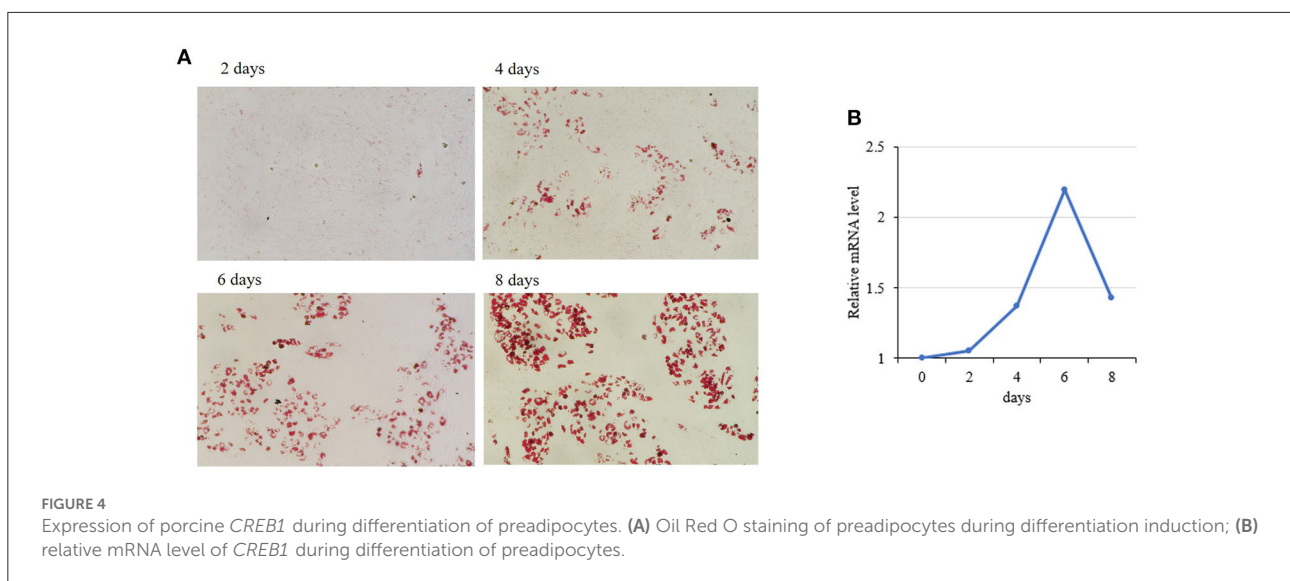 A
2 days
4 days
6 days
8 days
B
2.5
2
1.5
1
Relative mRNA level
0 2 4 6 8
days
FIGURE 4
Expression of porcine CREB1 during differentiation of preadipocytes. (A) Oil Red O staining of preadipocytes during differentiation induction; (B)
relative mRNA level of CREB1 during differentiation of preadipocytes.